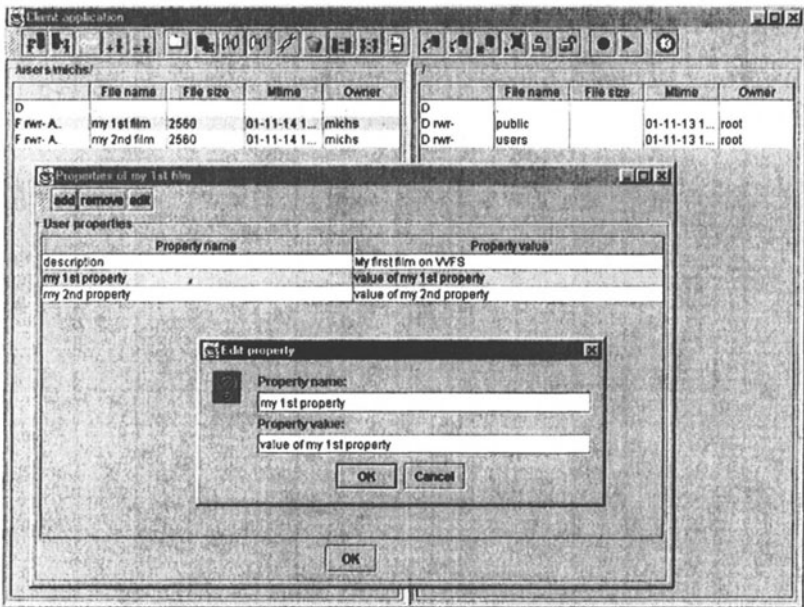 Client application
/users/michs/
/
File name File size Mtime Owner
File name File size Mtime Owner
D
D
F rwr- A.. my 1st film 2560 01-11-14 1... michs
D rwr- public 01-11-13 1... root
F rwr- A.. my 2nd film 2560 01-11-14 1... michs
D rwr- users 01-11-13 1... root
Properties of my 1st film
add remove edit
User properties
Property name Property value
description My first film on VVFS
my 1st property value of my 1st property
my 2nd property value of my 2nd property
Edit property
Property name:
my 1st property
Property value:
value of my 1st property
OK Cancel
OK